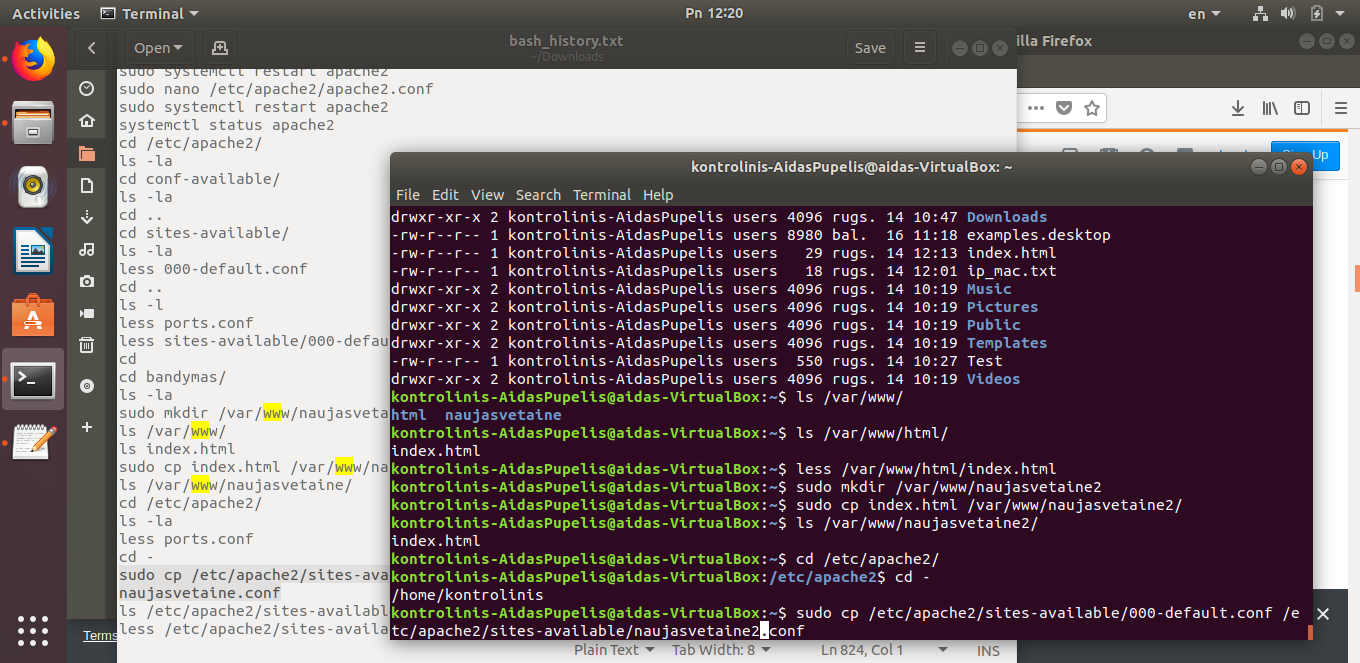 Activities
Terminal
Pn 12:20
en
Open
bash_history.txt
~/Downloads
Save
illa Firefox
sudo systemctl restart apache2
sudo nano /etc/apache2/apache2.conf
sudo systemctl restart apache2
systemctl status apache2
cd /etc/apache2/
ls -la
cd conf-available/
ls -la
cd ..
cd sites-available/
ls -la
less 000-default.conf
cd ..
ls -l
less ports.conf
less sites-available/000-defau
cd
cd bandymas/
ls -la
sudo mkdir /var/www/naujasveta
ls /var/www/
ls index.html
sudo cp index.html /var/www/na
ls /var/www/naujasvetaine/
cd /etc/apache2/
ls -la
less ports.conf
cd -
sudo cp /etc/apache2/sites-ava
naujasvetaine.conf
ls /etc/apache2/sites-availabl
less /etc/apache2/sites-availa
Terms
Plain Text
Tab Width: 8
Ln 824, Col 1
INS
Up
kontrolinis-AidasPupelis@aidas-VirtualBox: ~
File Edit View Search Terminal Help
drwxr-xr-x 2 kontrolinis-AidasPupelis users 4096 rugs. 14 10:47 Downloads
-rw-r--r-- 1 kontrolinis-AidasPupelis users 8980 bal.  16 11:18 examples.desktop
-rw-r--r-- 1 kontrolinis-AidasPupelis users   29 rugs. 14 12:13 index.html
-rw-r--r-- 1 kontrolinis-AidasPupelis users   18 rugs. 14 12:01 ip_mac.txt
drwxr-xr-x 2 kontrolinis-AidasPupelis users 4096 rugs. 14 10:19 Music
drwxr-xr-x 2 kontrolinis-AidasPupelis users 4096 rugs. 14 10:19 Pictures
drwxr-xr-x 2 kontrolinis-AidasPupelis users 4096 rugs. 14 10:19 Public
drwxr-xr-x 2 kontrolinis-AidasPupelis users 4096 rugs. 14 10:19 Templates
-rw-r--r-- 1 kontrolinis-AidasPupelis users  550 rugs. 14 10:27 Test
drwxr-xr-x 2 kontrolinis-AidasPupelis users 4096 rugs. 14 10:19 Videos
kontrolinis-AidasPupelis@aidas-VirtualBox:~$ ls /var/www/
html  naujasvetaine
kontrolinis-AidasPupelis@aidas-VirtualBox:~$ ls /var/www/html/
index.html
kontrolinis-AidasPupelis@aidas-VirtualBox:~$ less /var/www/html/index.html
kontrolinis-AidasPupelis@aidas-VirtualBox:~$ sudo mkdir /var/www/naujasvetaine2
kontrolinis-AidasPupelis@aidas-VirtualBox:~$ sudo cp index.html /var/www/naujasvetaine2/
kontrolinis-AidasPupelis@aidas-VirtualBox:~$ ls /var/www/naujasvetaine2/
index.html
kontrolinis-AidasPupelis@aidas-VirtualBox:~$ cd /etc/apache2/
kontrolinis-AidasPupelis@aidas-VirtualBox:/etc/apache2$ cd -
/home/kontrolinis
kontrolinis-AidasPupelis@aidas-VirtualBox:~$ sudo cp /etc/apache2/sites-available/000-default.conf /e
tc/apache2/sites-available/naujasvetaine2.conf